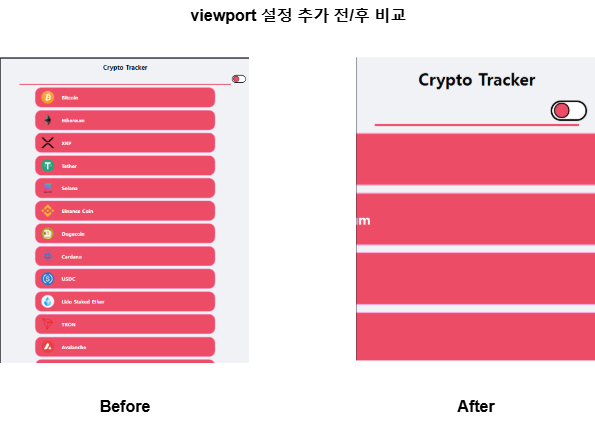 viewport 설정 추가 전/후 비교
Crypto Tracker
Bitcoin
Ethereum
XRP
Tether
Solana
Binance Coin
Dogecoin
Cardano
USDC
Lido Staked Ether
TRON
Avalanche
Crypto Tracker
um
Before
After